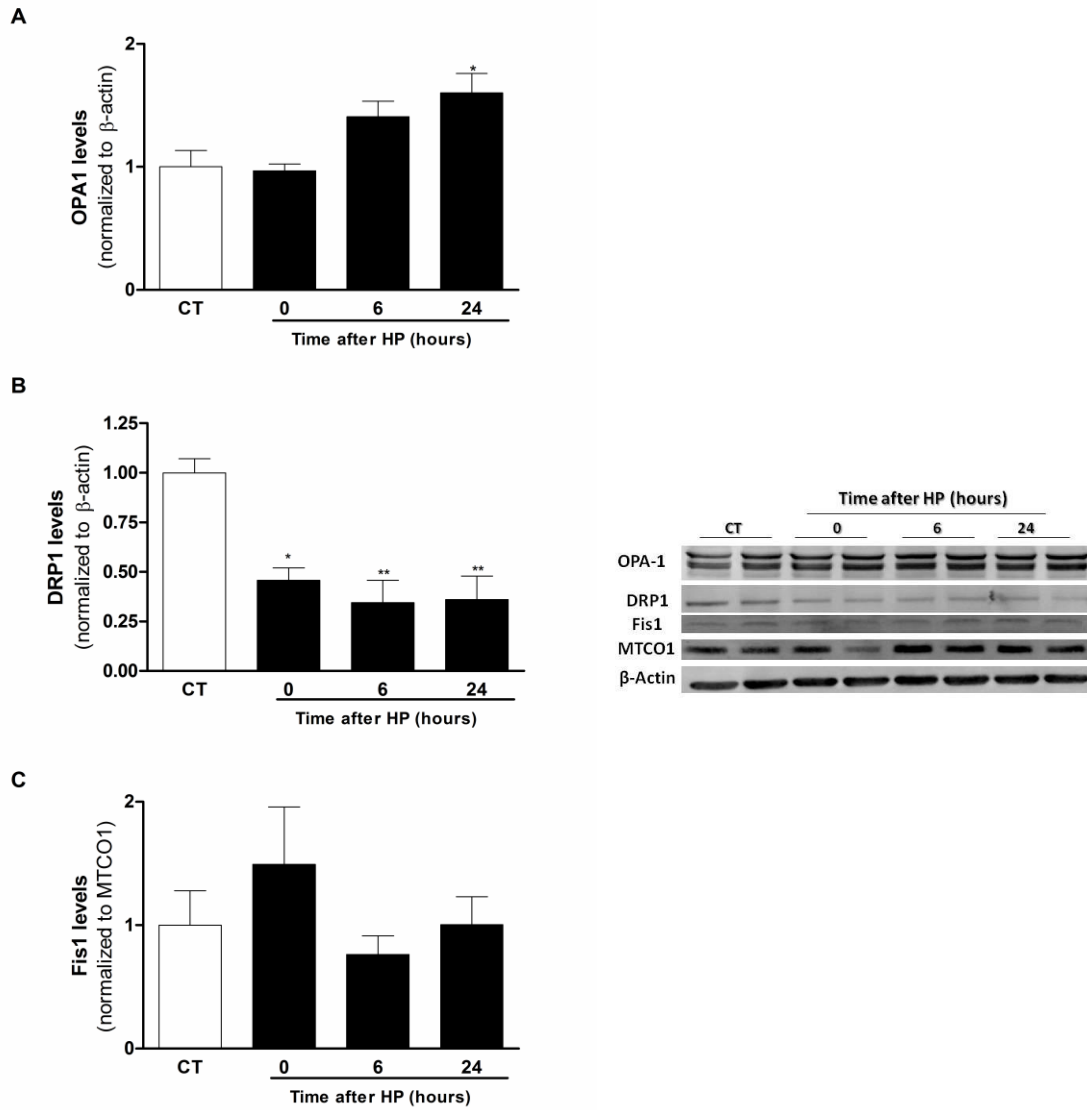 A
2
1
0
OPA1 levels
(normalized to β-actin)
*
CT 0 6 24
Time after HP (hours)
B
1.25
1.00
0.75
0.50
0.25
0.00
DRP1 levels
(normalized to β-actin)
* ** **
CT 0 6 24
Time after HP (hours)
Time after HP (hours)
CT 0 6 24
OPA-1
DRP1
Fis1
MTCO1
β-Actin
C
2
1
0
Fis1 levels
(normalized to MTCO1)
CT 0 6 24
Time after HP (hours)